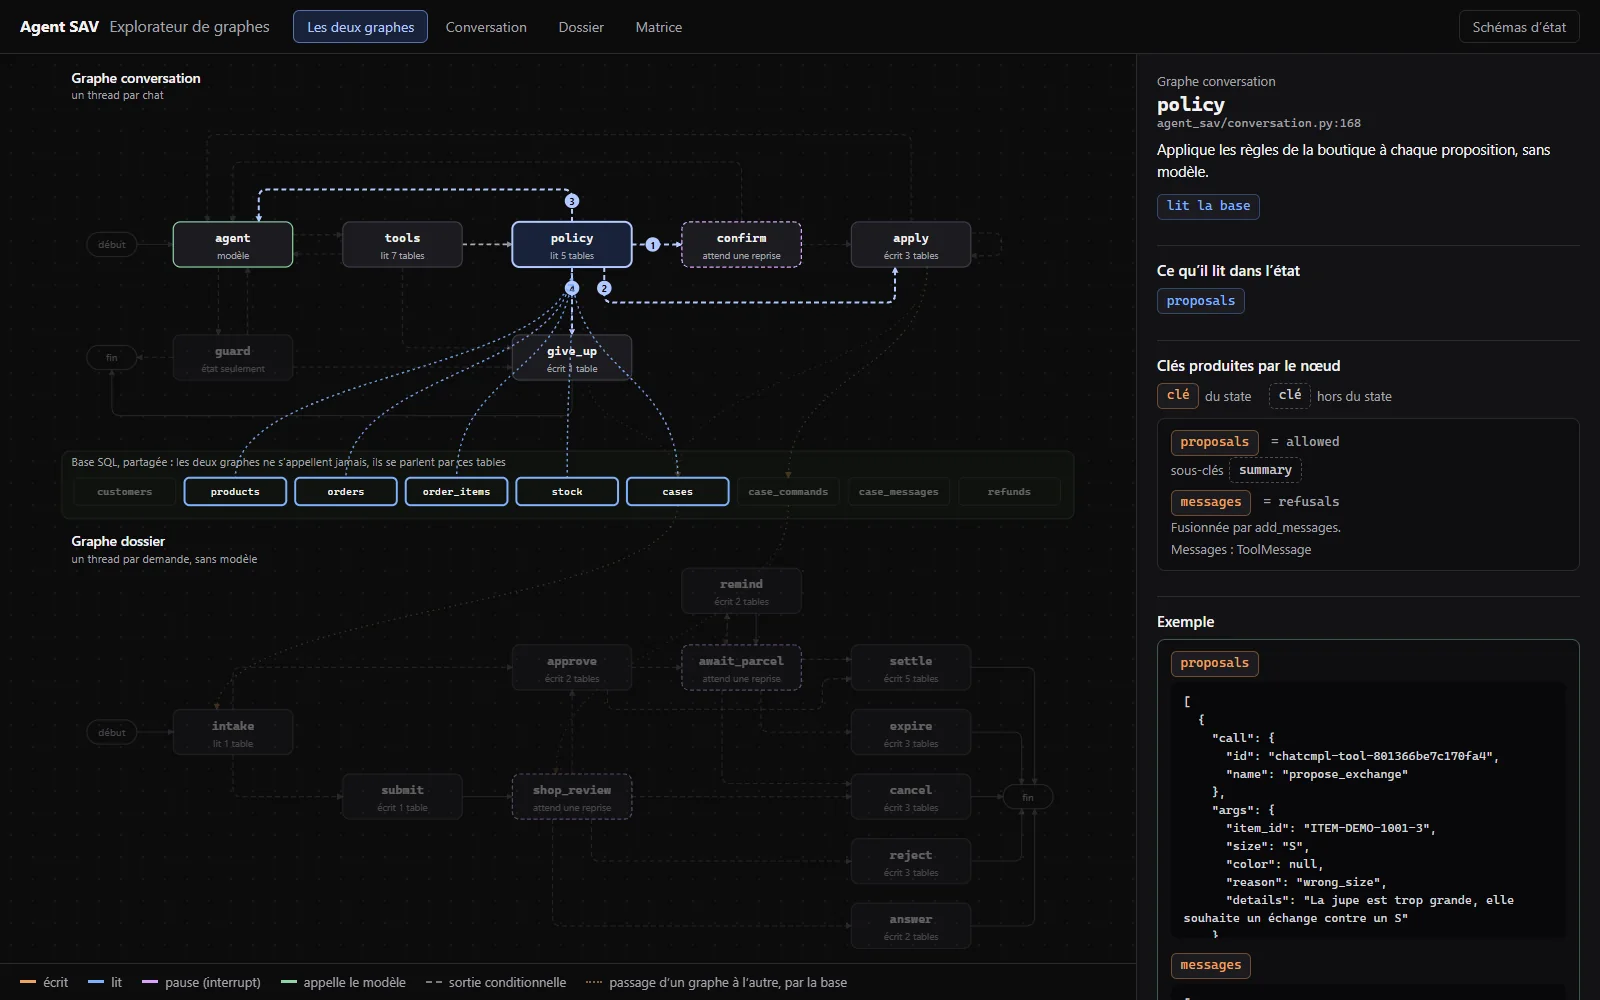 Agent SAV Explorateur de graphes Les deux graphes Conversation Dossier Matrice Schémas d'état
Graphe conversation
un thread par chat
3
début
agent
modèle
tools
lit 7 tables
policy
lit 5 tables
1
confirm
attend une reprise
apply
écrit 3 tables
4
2
fin
guard
état seulement
give_up
écrit 1 table
Base SQL, partagée : les deux graphes ne s'appellent jamais, ils se parlent par ces tables
customers products orders order_items stock cases case_commands case_messages refunds
Graphe dossier
un thread par demande, sans modèle
remind
écrit 2 tables
approve
écrit 2 tables
await_parcel
attend une reprise
settle
écrit 5 tables
début
intake
lit 1 table
expire
écrit 3 tables
submit
écrit 1 table
shop_review
attend une reprise
cancel
écrit 3 tables
fin
reject
écrit 3 tables
answer
écrit 2 tables
écrit lit pause (interrupt) appelle le modèle sortie conditionnelle passage d'un graphe à l'autre, par la base
Graphe conversation
policy
agent_sav/conversation.py:168
Applique les règles de la boutique à chaque proposition, sans
modèle.
lit la base
Ce qu'il lit dans l'état
proposals
Clés produites par le nœud
clé du state clé hors du state
proposals = allowed
sous-clés summary
messages = refusals
Fusionnée par add_messages.
Messages : ToolMessage
Exemple
proposals
[
{
"call": {
"id": "chatcmpl-tool-801366be7c170fa4",
"name": "propose_exchange"
},
"args": {
"item_id": "ITEM-DEMO-1001-3",
"size": "S",
"color": null,
"reason": "wrong_size",
"details": "La jupe est trop grande, elle
souhaite un échange contre un S"
}
messages
[